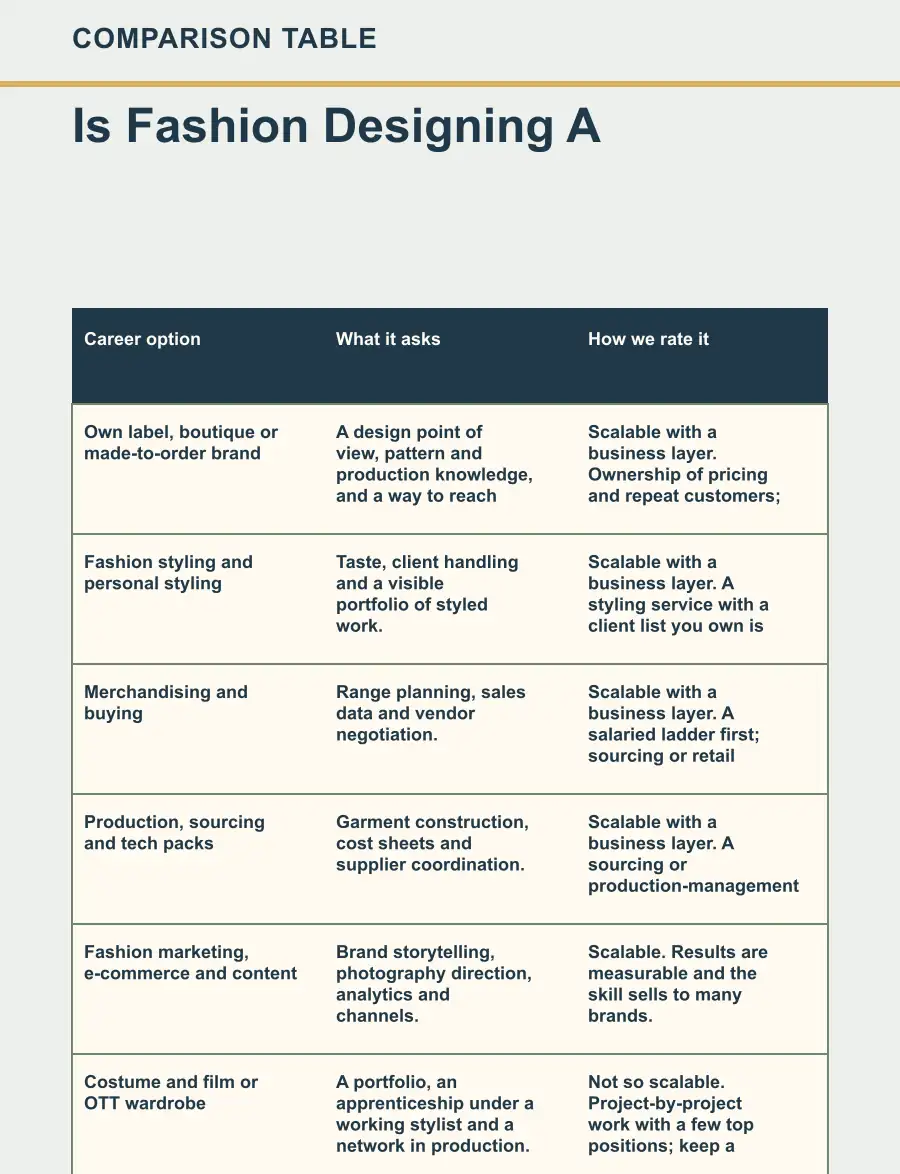 COMPARISON TABLE
Is Fashion Designing A
Career option
What it asks
How we rate it
Own label, boutique or
made-to-order brand
A design point of
view, pattern and
production knowledge,
and a way to reach
Scalable with a
business layer.
Ownership of pricing
and repeat customers;
Fashion styling and
personal styling
Taste, client handling
and a visible
portfolio of styled
work.
Scalable with a
business layer. A
styling service with a
client list you own is
Merchandising and
buying
Range planning, sales
data and vendor
negotiation.
Scalable with a
business layer. A
salaried ladder first;
sourcing or retail
Production, sourcing
and tech packs
Garment construction,
cost sheets and
supplier coordination.
Scalable with a
business layer. A
sourcing or
production-management
Fashion marketing,
e-commerce and content
Brand storytelling,
photography direction,
analytics and
channels.
Scalable. Results are
measurable and the
skill sells to many
brands.
Costume and film or
OTT wardrobe
A portfolio, an
apprenticeship under a
working stylist and a
network in production.
Not so scalable.
Project-by-project
work with a few top
positions; keep a